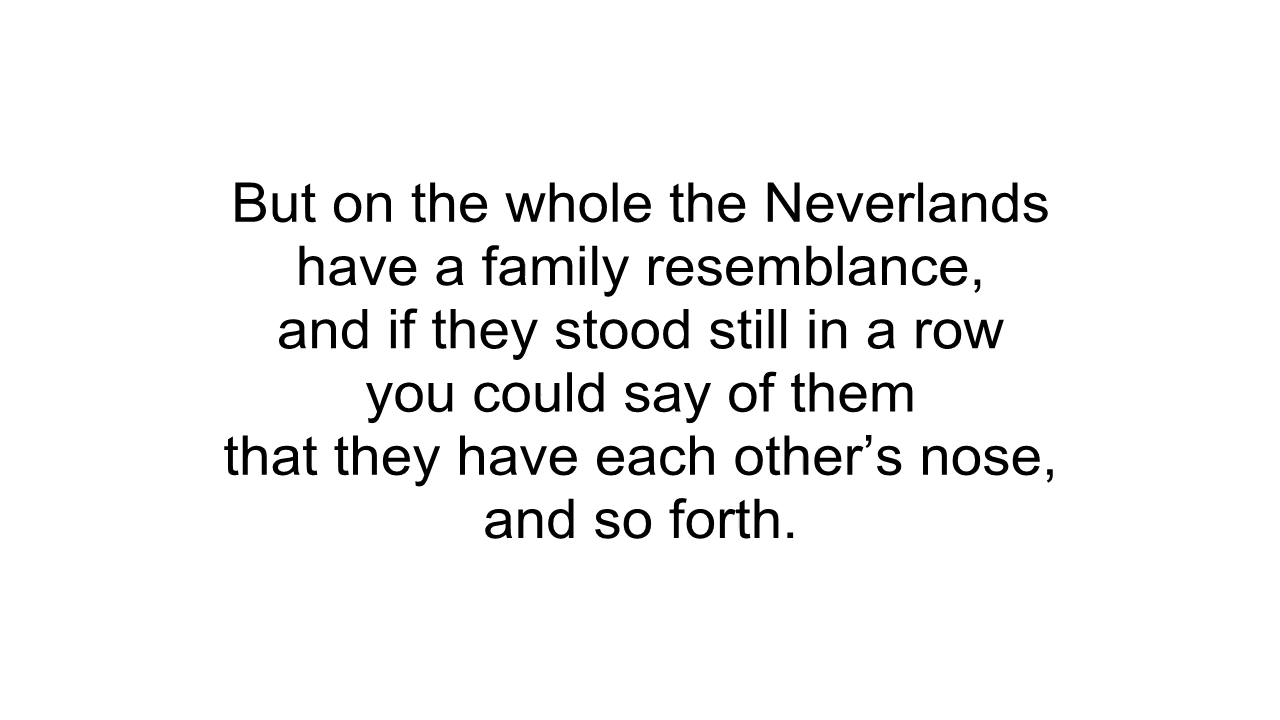 But on the whole the Neverlands
have a family resemblance,
and if they stood still in a row
you could say of them
that they have each other’s nose,
and so forth.